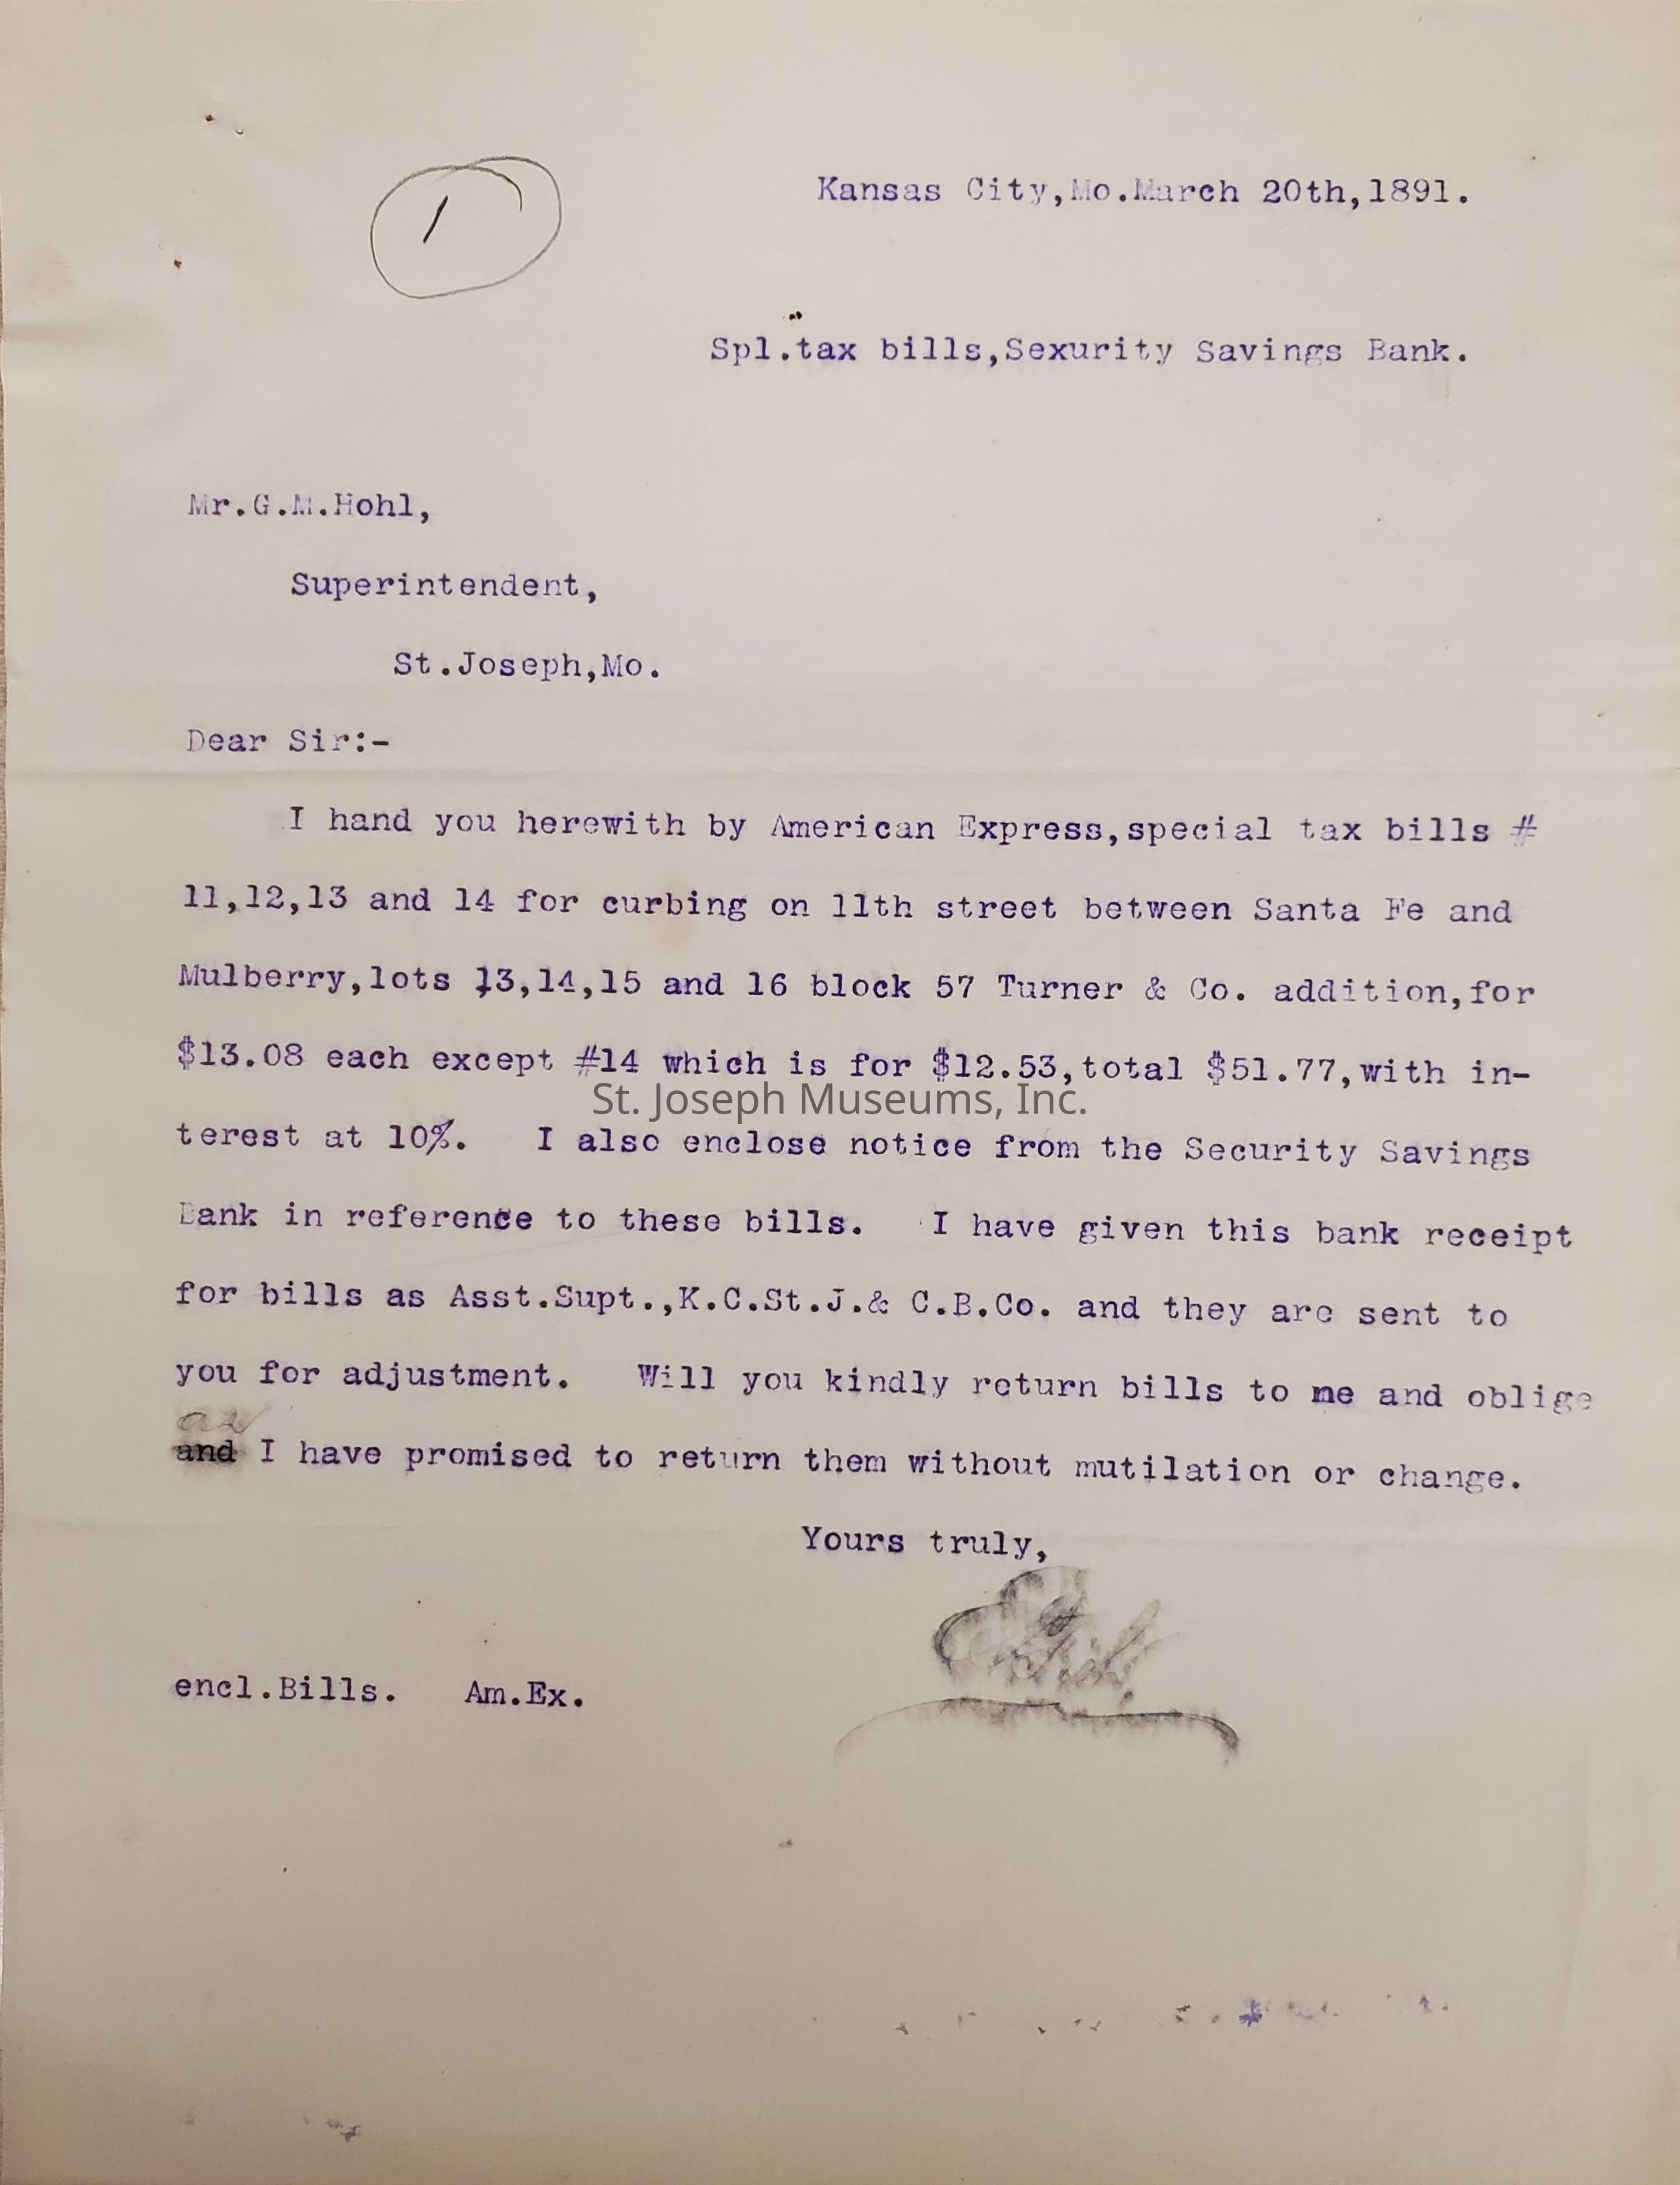 1
Kansas City,Mo.March 20th,1891.
Spl.tax bills,Sexurity Savings Bank.
Mr.G.M.Hohl,
Superintendent,
St.Joseph,Mo.
Dear Sir:-
I hand you herewith by American Express,special tax bills #
11,12,13 and 14 for curbing on 11th street between Santa Fe and
Mulberry,lots 13,14,15 and 16 block 57 Turner & Co. addition,for
$13.08 each except #14 which is for $12.53,total $51.77,with in-
St. Joseph Museums, Inc.
terest at 10%. I also enclose notice from the Security Savings
Bank in reference to these bills. I have given this bank receipt
for bills as Asst.Supt.,K.C.St.J.& C.B.Co. and they are sent to
you for adjustment. Will you kindly return bills to me and oblige
as
and I have promised to return them without mutilation or change.
Yours truly,
encl.Bills. Am.Ex.